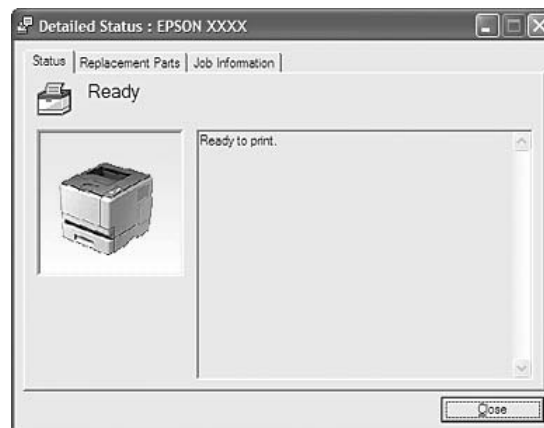 Detailed Status : EPSON XXXX
Status Replacement Parts Job Information
Ready
Ready to print.
Close